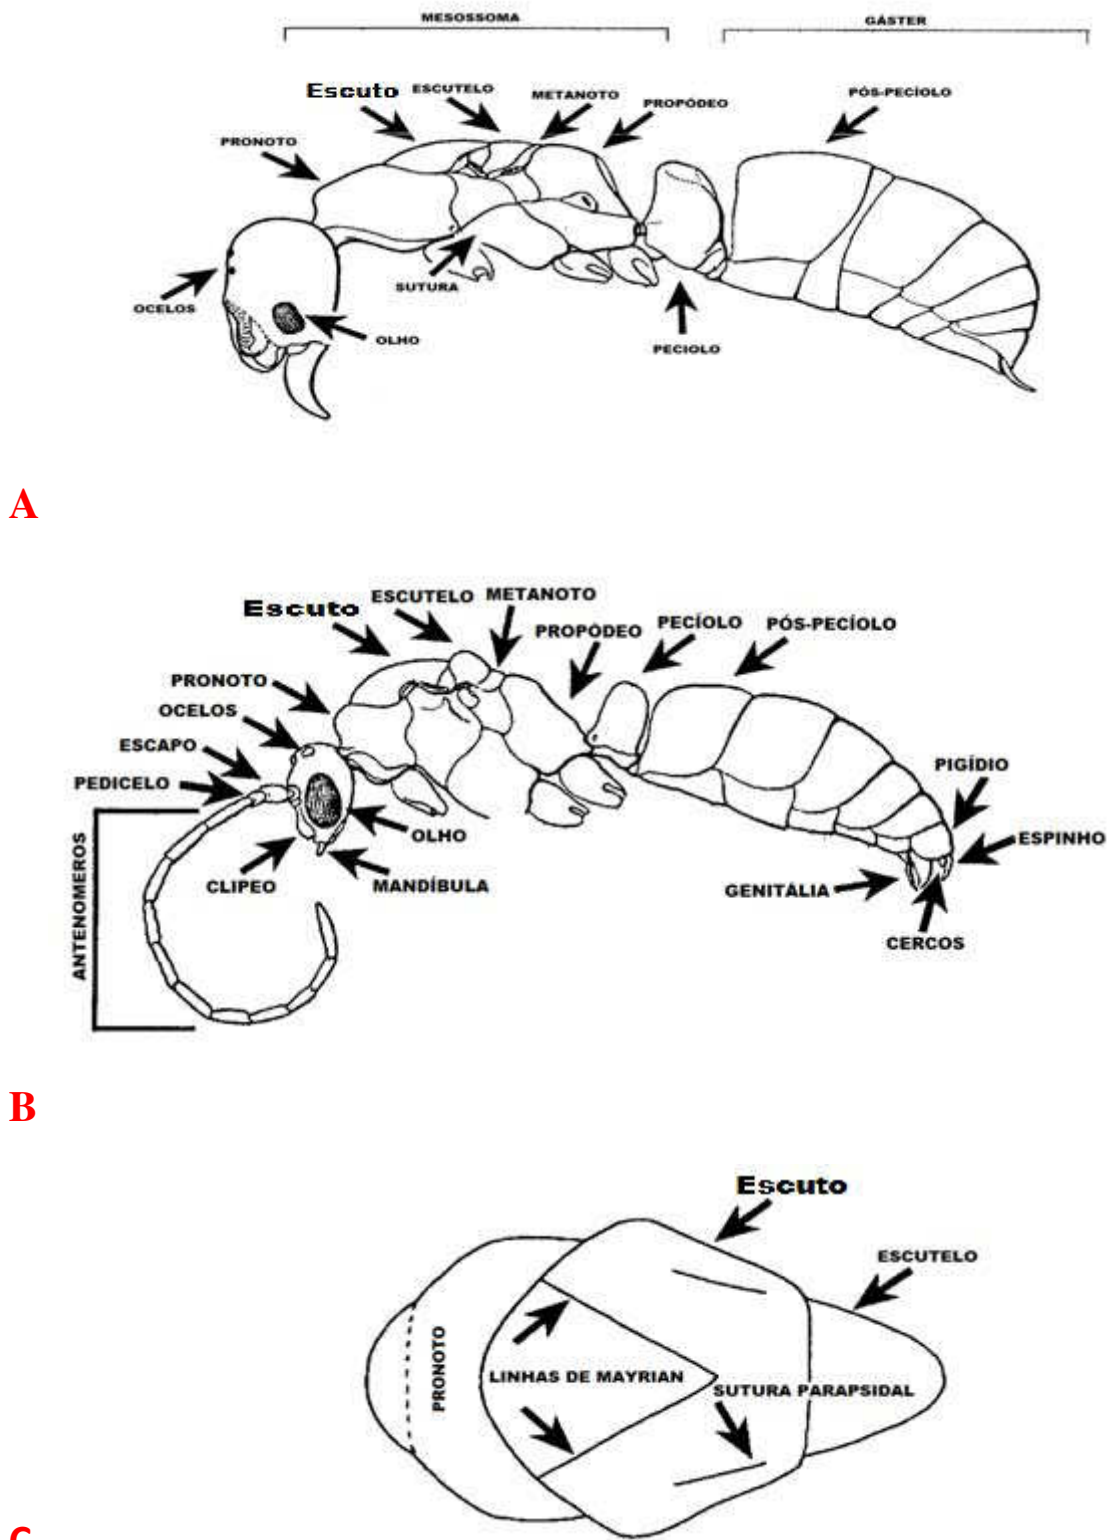 MESOSSOMA
GÁSTER
Escuto
ESCUTELO
METANOTO
PROPÓDEO
PÓS-PECÍOLO
PRONOTO
SUTURA
OCELOS
OLHO
PECIOLO
A
Escuto
ESCUTELO
METANOTO
PROPÓDEO
PECÍOLO
PÓS-PECÍOLO
PRONOTO
OCELOS
ESCAPO
PEDICELO
PIGÍDIO
ESPINHO
OLHO
CLIPEO
MANDÍBULA
GENITÁLIA
CERCOS
ANTENOMEROS
B
Escuto
ESCUTELO
PRONOTO
LINHAS DE MAYRIAN
SUTURA PARAPSIDAL
C